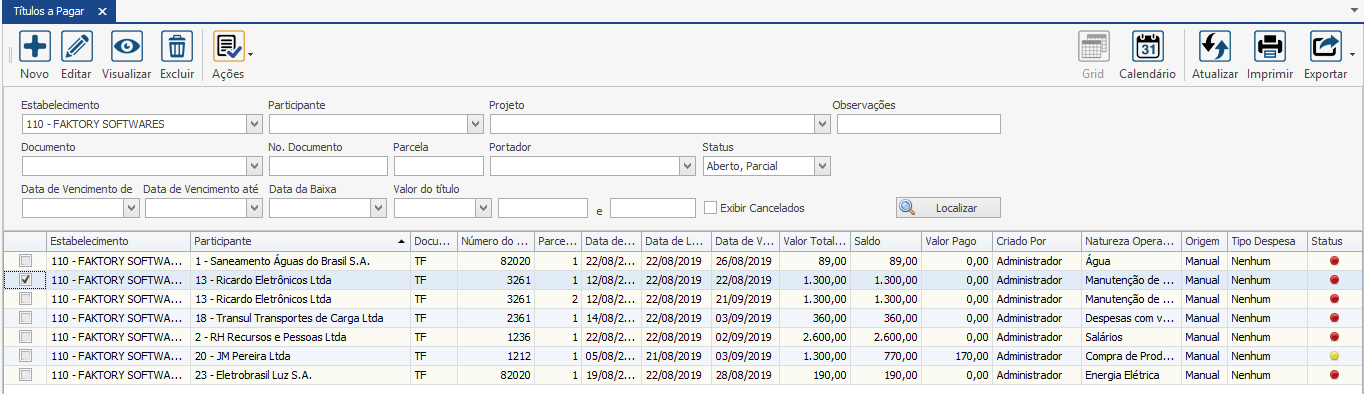 Títulos a Pagar
Novo Editar Visualizar Excluir Ações Grid 31 Calendário Atualizar Imprimir Exportar
Estabelecimento Participante Projeto Observações
110 - FAKTORY SOFTWARES
Documento No. Documento Parcela Portador Status
Aberto, Parcial
Data de Vencimento de Data de Vencimento até Data da Baixa Valor do título
e Exibir Cancelados Localizar
Estabelecimento Participante Docu... Número do ... Parce... Data de... Data de L... Data de V... Valor Total... Saldo Valor Pago Criado Por Natureza Opera... Origem Tipo Despesa Status
110 - FAKTORY SOFTWA... 1 - Saneamento Águas do Brasil S.A. TF 82020 1 22/08/2... 22/08/2019 26/08/2019 89,00 89,00 0,00 Administrador Água Manual Nenhum
110 - FAKTORY SOFTWA... 13 - Ricardo Eletrônicos Ltda TF 3261 1 12/08/2... 22/08/2019 22/08/2019 1.300,00 1.300,00 0,00 Administrador Manutenção de ... Manual Nenhum
110 - FAKTORY SOFTWA... 13 - Ricardo Eletrônicos Ltda TF 3261 2 12/08/2... 22/08/2019 21/09/2019 1.300,00 1.300,00 0,00 Administrador Manutenção de ... Manual Nenhum
110 - FAKTORY SOFTWA... 18 - Transul Transportes de Carga Ltda TF 2361 1 14/08/2... 22/08/2019 03/09/2019 360,00 360,00 0,00 Administrador Despesas com v... Manual Nenhum
110 - FAKTORY SOFTWA... 2 - RH Recursos e Pessoas Ltda TF 1236 1 22/08/2... 22/08/2019 02/09/2019 2.600,00 2.600,00 0,00 Administrador Salários Manual Nenhum
110 - FAKTORY SOFTWA... 20 - JM Pereira Ltda TF 1212 1 05/08/2... 21/08/2019 03/09/2019 1.300,00 770,00 170,00 Administrador Compra de Prod... Manual Nenhum
110 - FAKTORY SOFTWA... 23 - Eletrobrasil Luz S.A. TF 82020 1 19/08/2... 22/08/2019 28/08/2019 190,00 190,00 0,00 Administrador Energia Elétrica Manual Nenhum